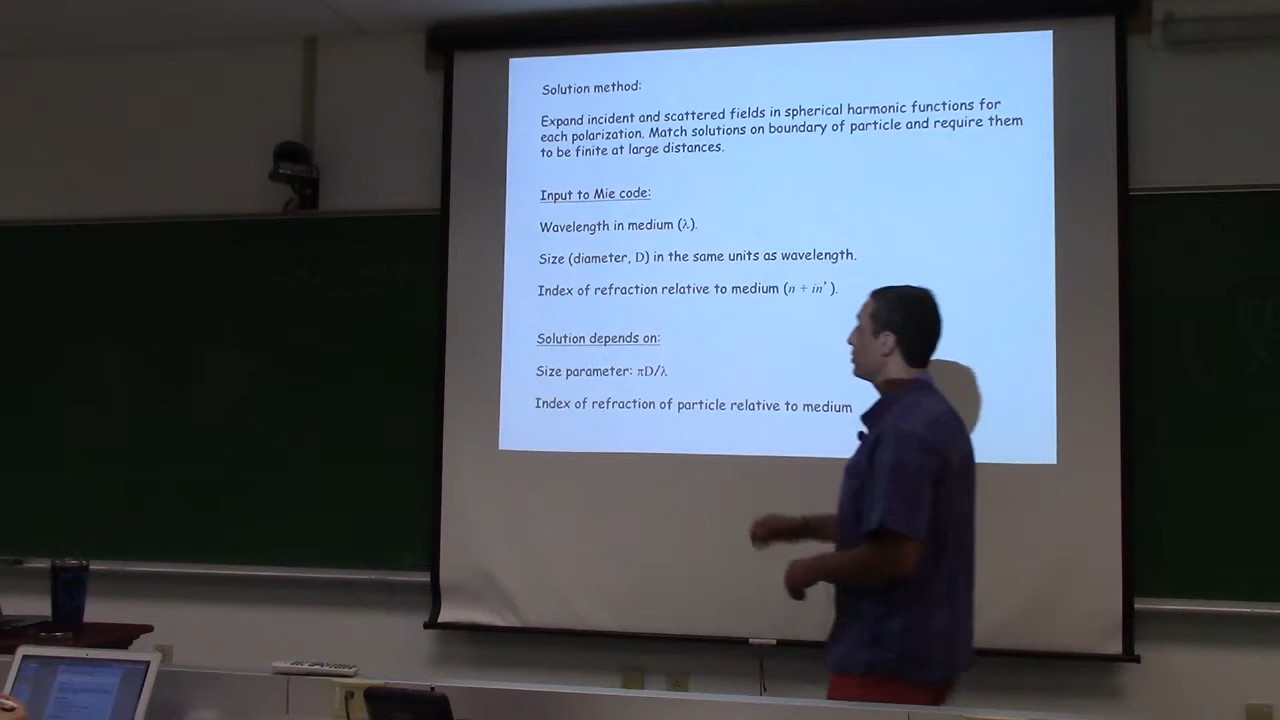 Solution method:
Expand incident and scattered fields in spherical harmonic functions for
each polarization. Match solutions on boundary of particle and require them
to be finite at large distances.
Input to Mie code:
Wavelength in medium (λ).
Size (diameter, D) in the same units as wavelength.
Index of refraction relative to medium (n + in').
Solution depends on:
Size parameter: πD/λ
Index of refraction of particle relative to medium